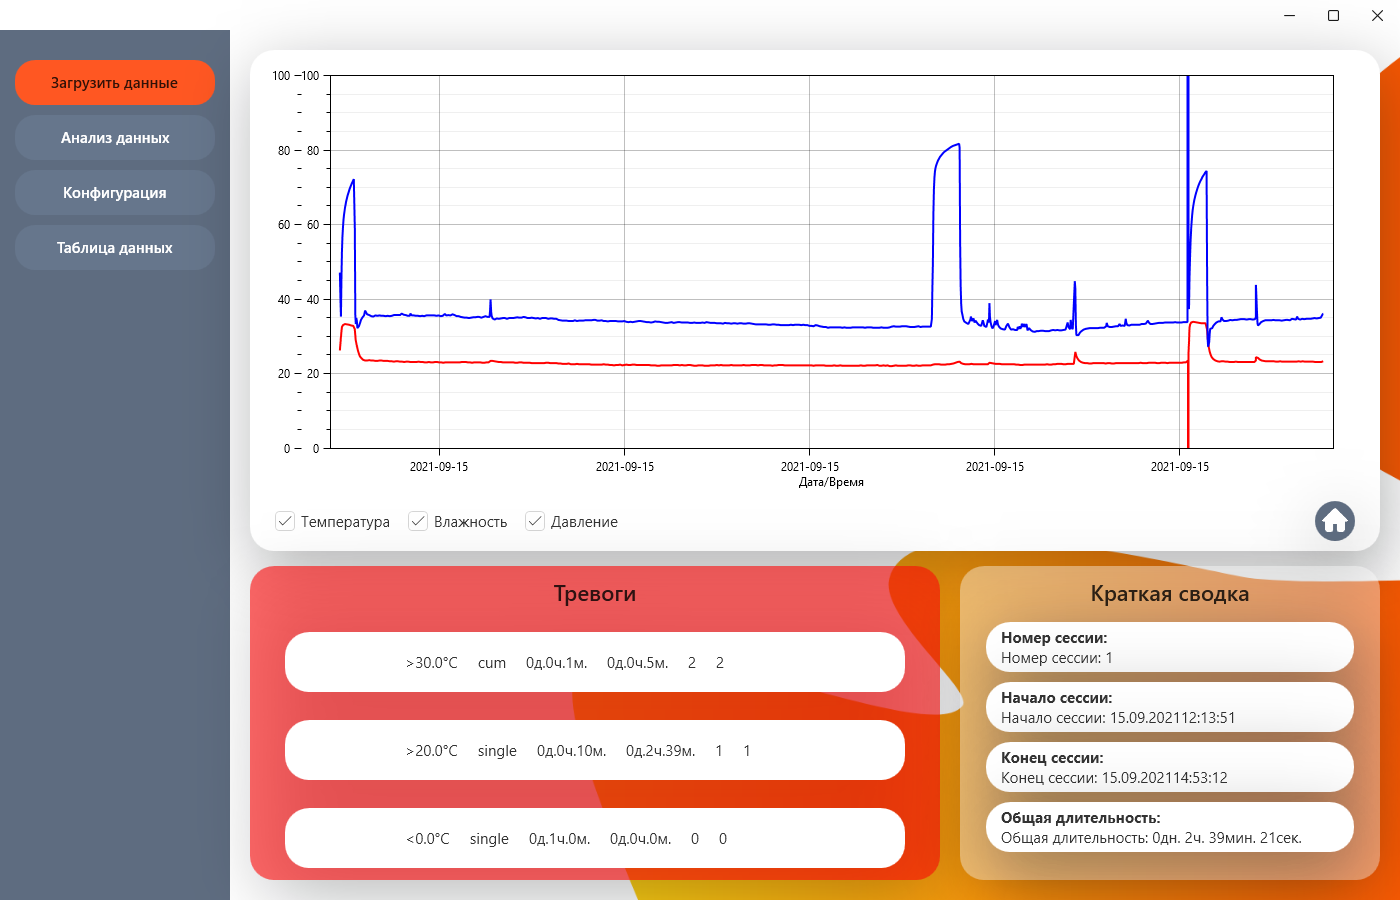 Загрузить данные
Анализ данных
Конфигурация
Таблица данных
100 100
80 80
60 60
40 40
20 20
0 0
2021-09-15 2021-09-15 2021-09-15 2021-09-15 2021-09-15
Дата/Время
Температура Влажность Давление
Тревоги
>30.0°C cum 0д.0ч.1м. 0д.0ч.5м. 2 2
>20.0°C single 0д.0ч.10м. 0д.2ч.39м. 1 1
<0.0°C single 0д.1ч.0м. 0д.0ч.0м. 0 0
Краткая сводка
Номер сессии:
Номер сессии: 1
Начало сессии:
Начало сессии: 15.09.202112:13:51
Конец сессии:
Конец сессии: 15.09.202114:53:12
Общая длительность:
Общая длительность: 0дн. 2ч. 39мин. 21сек.